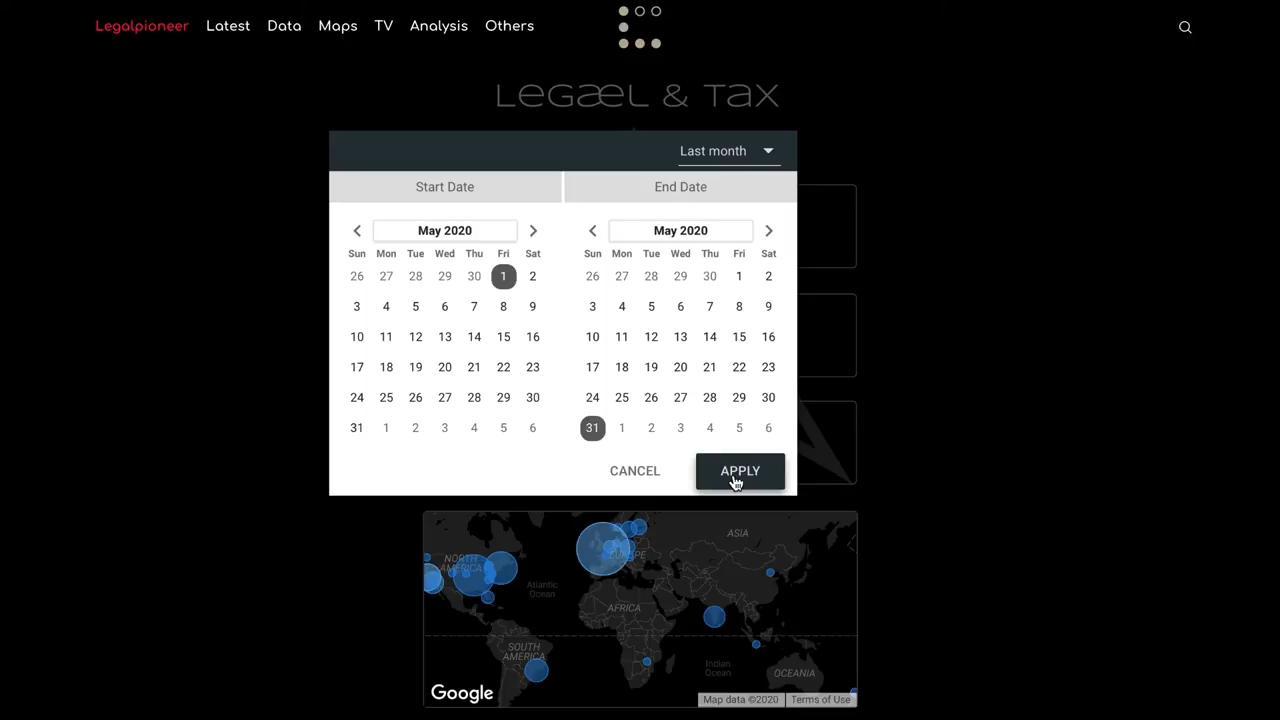 Legalpioneer Latest Data Maps TV Analysis Others
LEGÆL & TAX
Last month
Start Date End Date
May 2020 May 2020
Sun Mon Tue Wed Thu Fri Sat Sun Mon Tue Wed Thu Fri Sat
26 27 28 29 30 1 2 26 27 28 29 30 1 2
3 4 5 6 7 8 9 3 4 5 6 7 8 9
10 11 12 13 14 15 16 10 11 12 13 14 15 16
17 18 19 20 21 22 23 17 18 19 20 21 22 23
24 25 26 27 28 29 30 24 25 26 27 28 29 30
31 1 2 3 4 5 6 31 1 2 3 4 5 6
CANCEL APPLY
ASIA
NORTH
AMERICA
EUROPE
Atlantic
Ocean
AFRICA
SOUTH
AMERICA
Indian
Ocean
OCEANIA
Google
Map data ©2020 Terms of Use